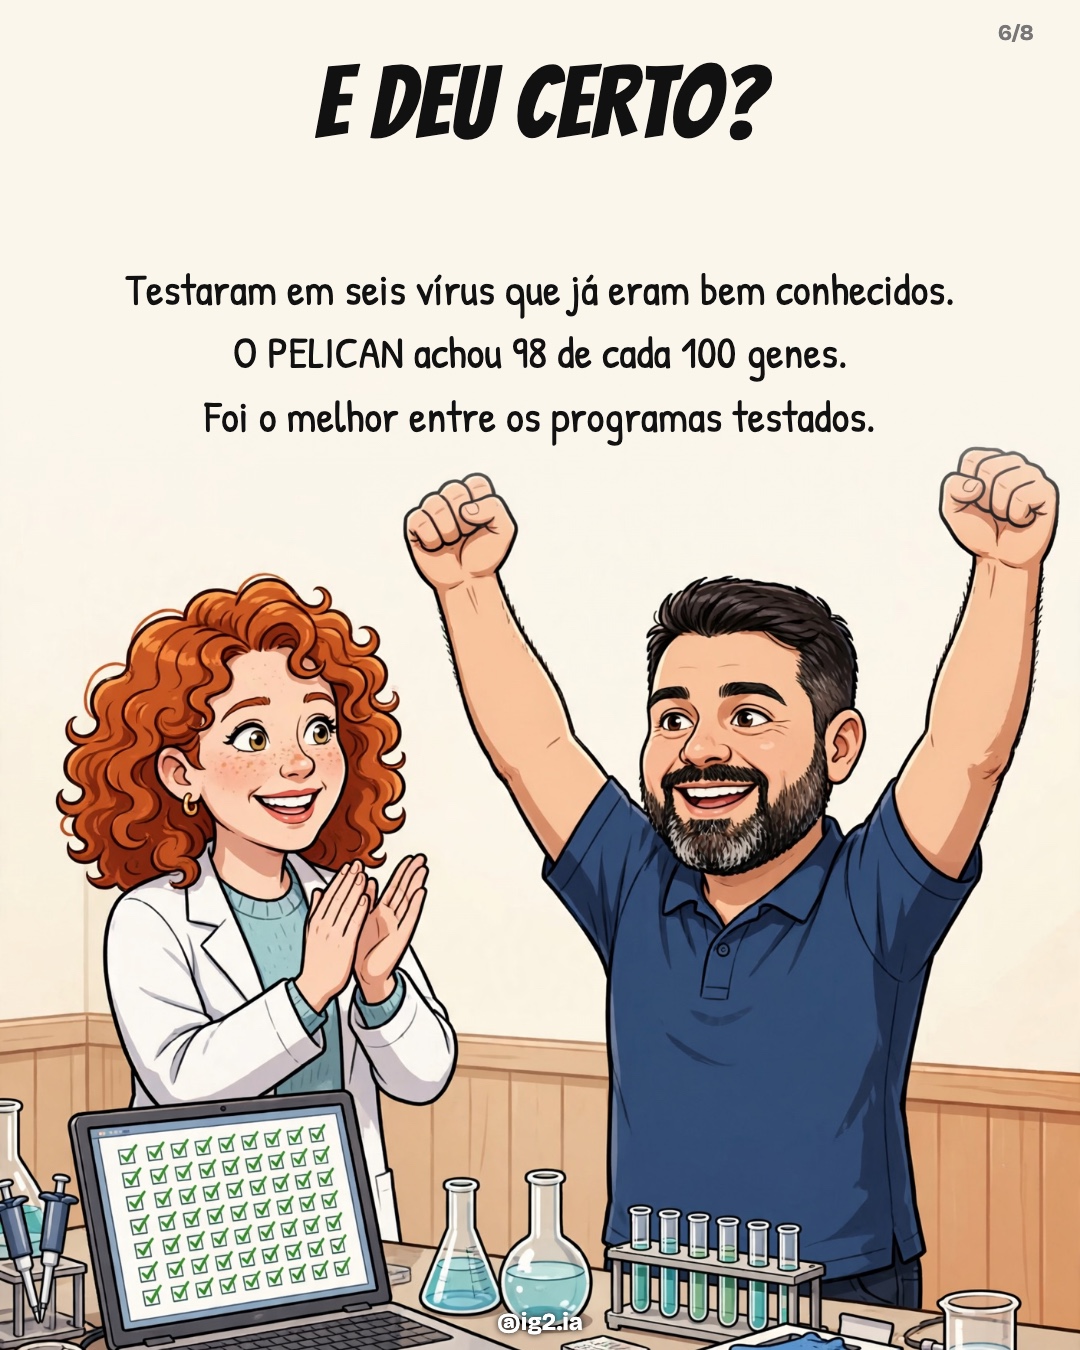 6/8
E DEU CERTO?
Testaram em seis vírus que já eram bem conhecidos.
O PELICAN achou 98 de cada 100 genes.
Foi o melhor entre os programas testados.
@ig2.ia